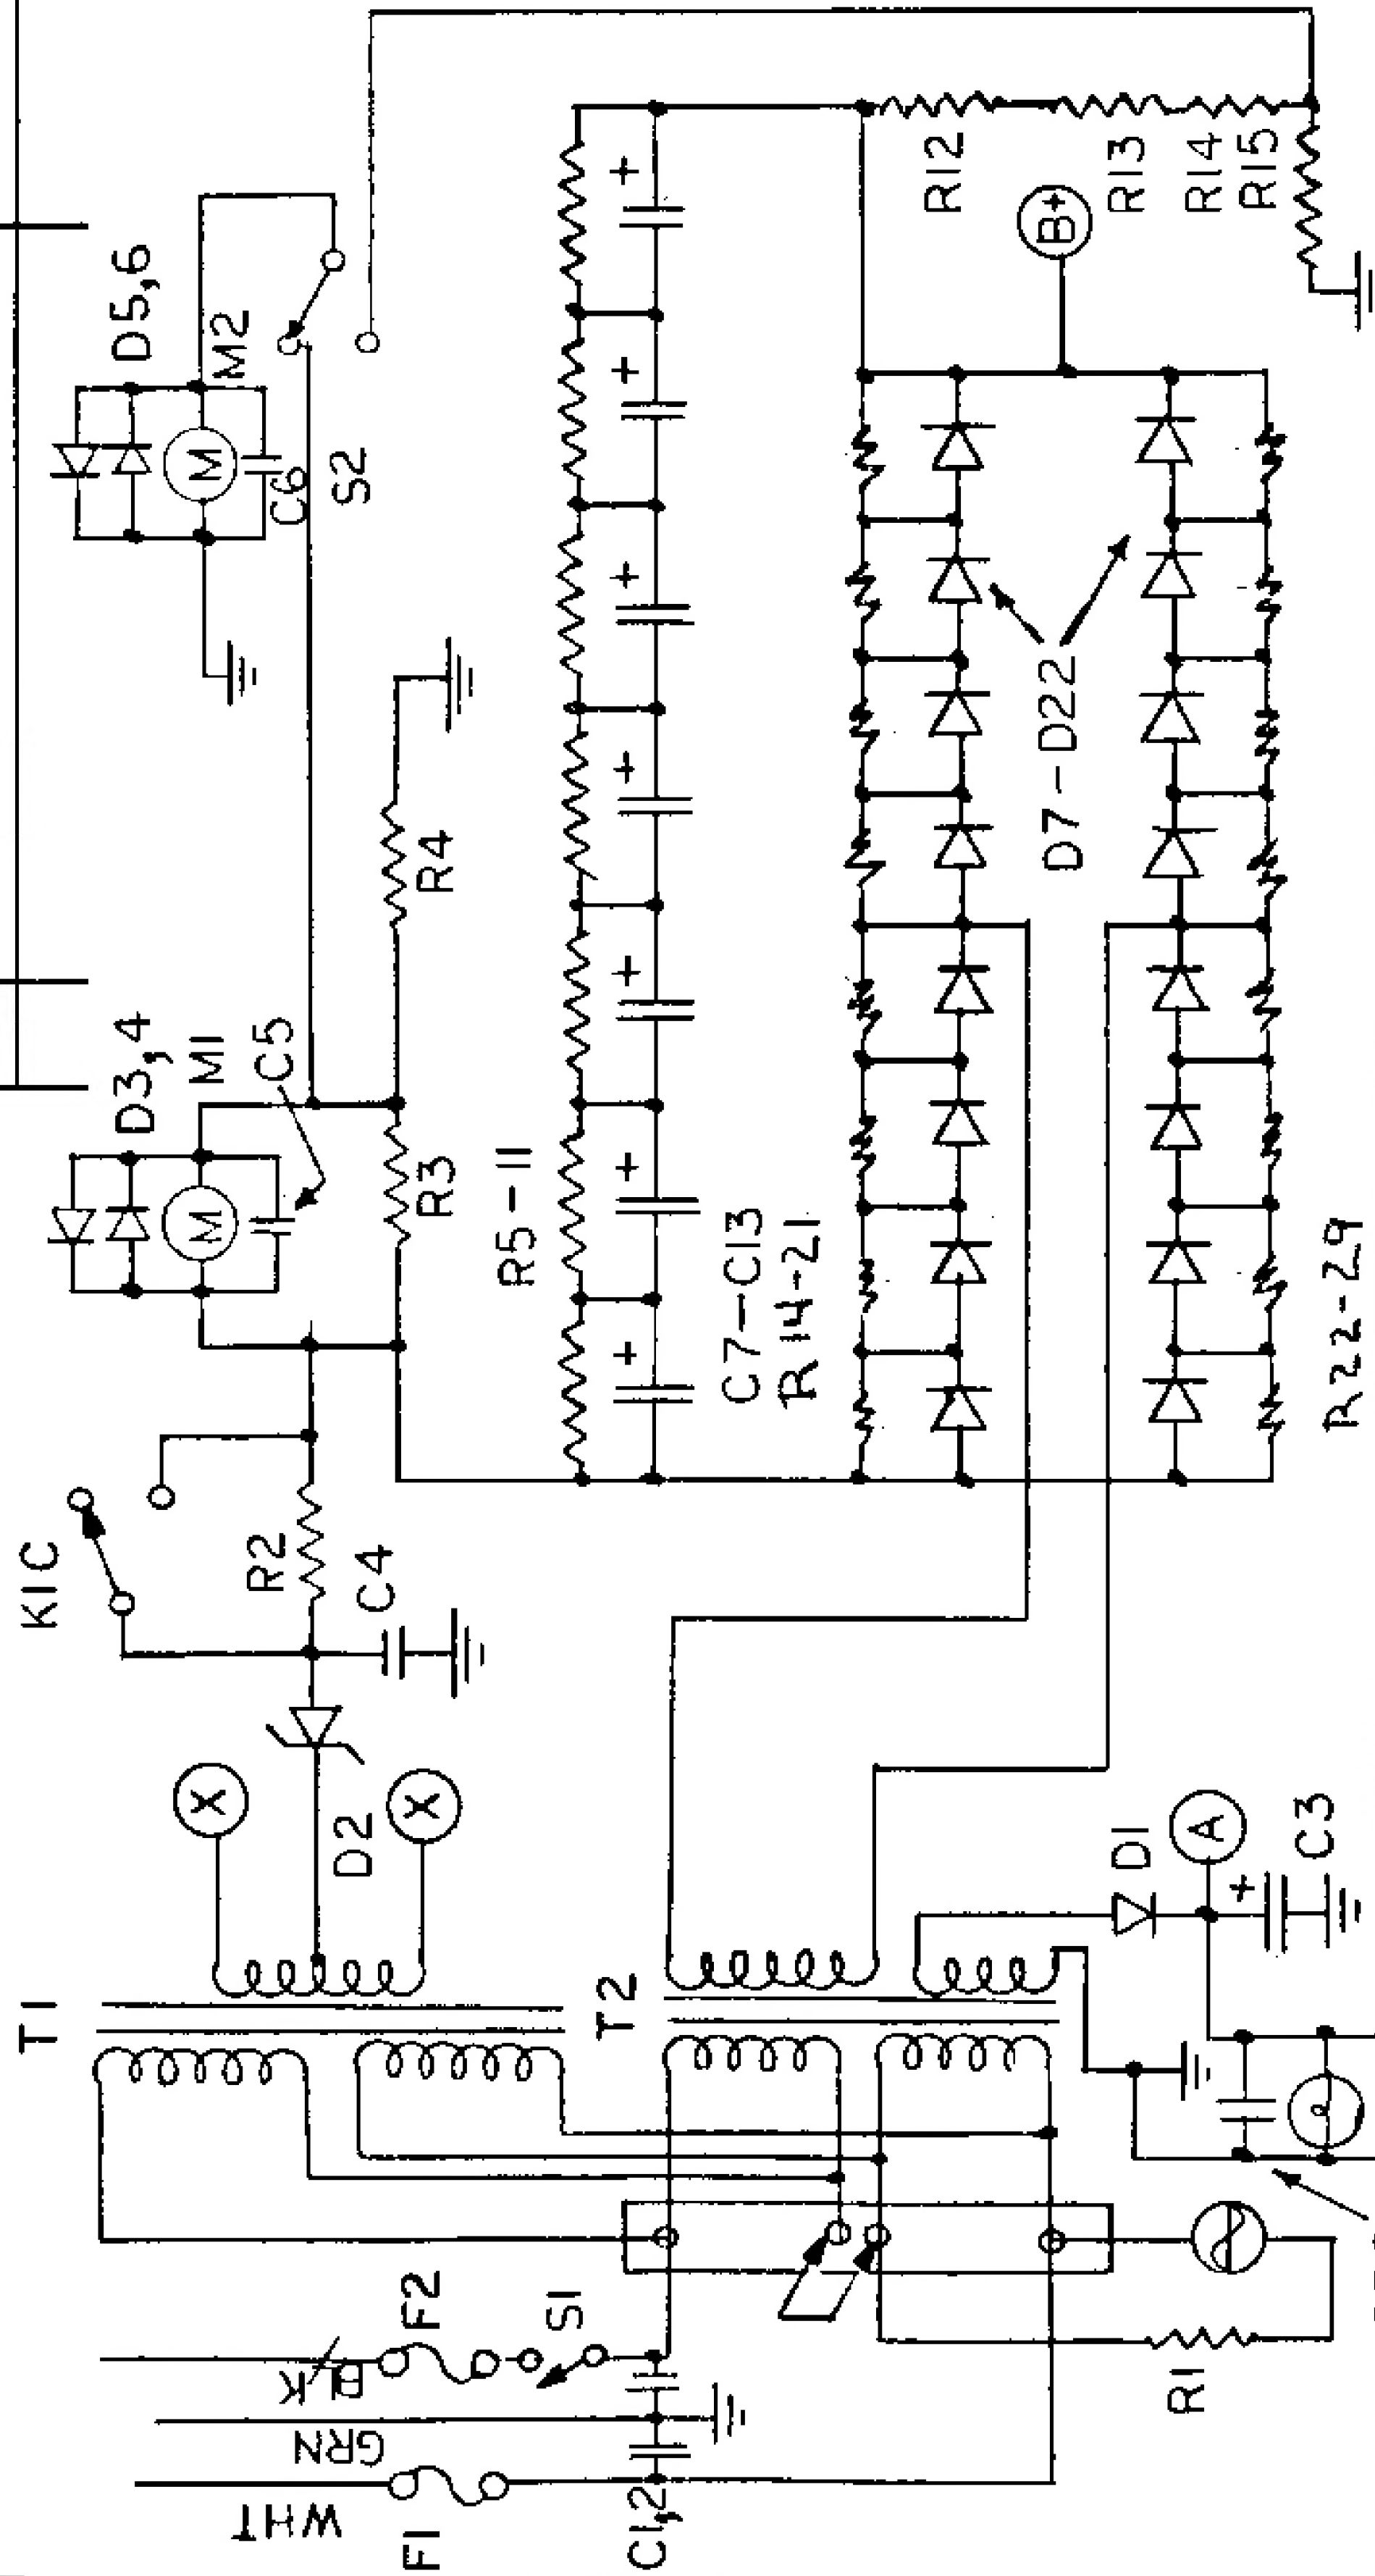 D5,6
M2
M
C6
S2
+
+
+
+
+
+
+
R12
B+
R13
R14
R15
D3,4
M1
M
C5
R4
R3
R5-11
C7-C13
R14-21
D7-D22
R22-29
K1C
R2
C4
X
D2
X
T1
T2
D1
A
+
C3
BLK
F2
S1
GRN
WHT
F1
C1,2
R1